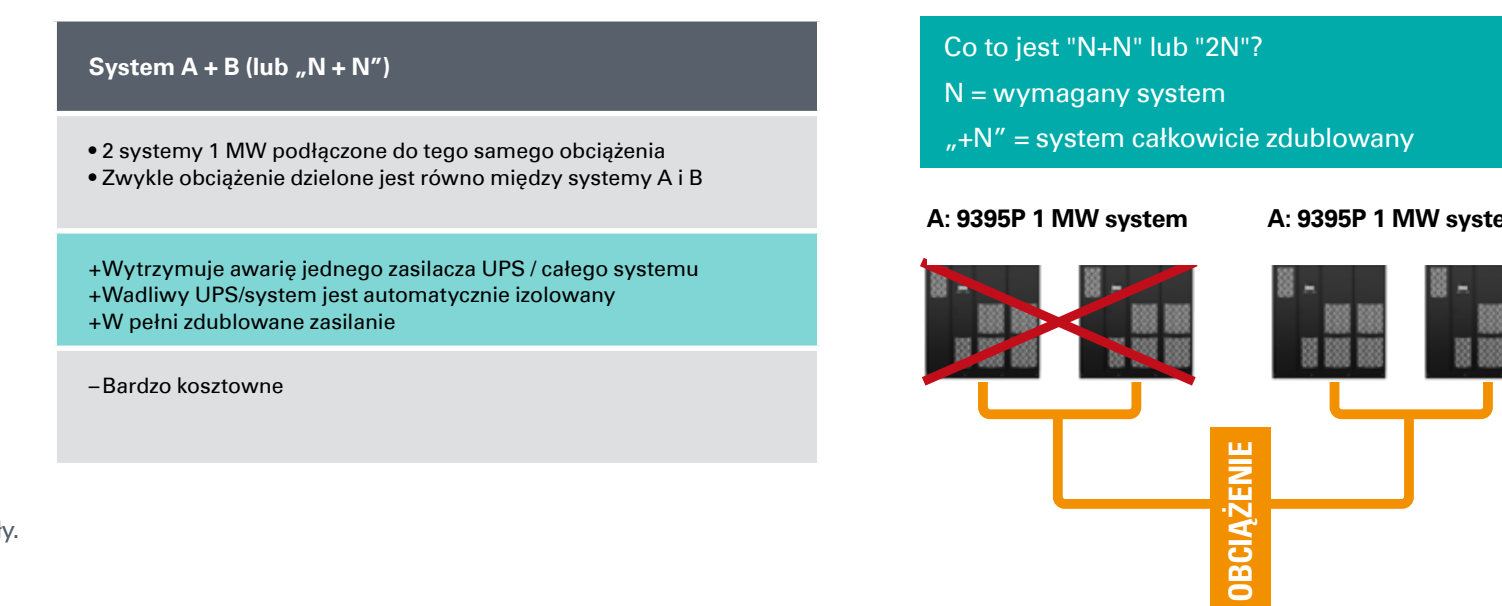 System A + B (lub „N + N”)
• 2 systemy 1 MW podłączone do tego samego obciążenia
• Zwykle obciążenie dzielone jest równo między systemy A i B
+Wytrzymuje awarię jednego zasilacza UPS / całego systemu
+Wadliwy UPS/system jest automatycznie izolowany
+W pełni zdublowane zasilanie
–Bardzo kosztowne
Co to jest "N+N" lub "2N"?
N = wymagany system
„+N” = system całkowicie zdublowany
A: 9395P 1 MW system
A: 9395P 1 MW
OBCIĄŻENIE